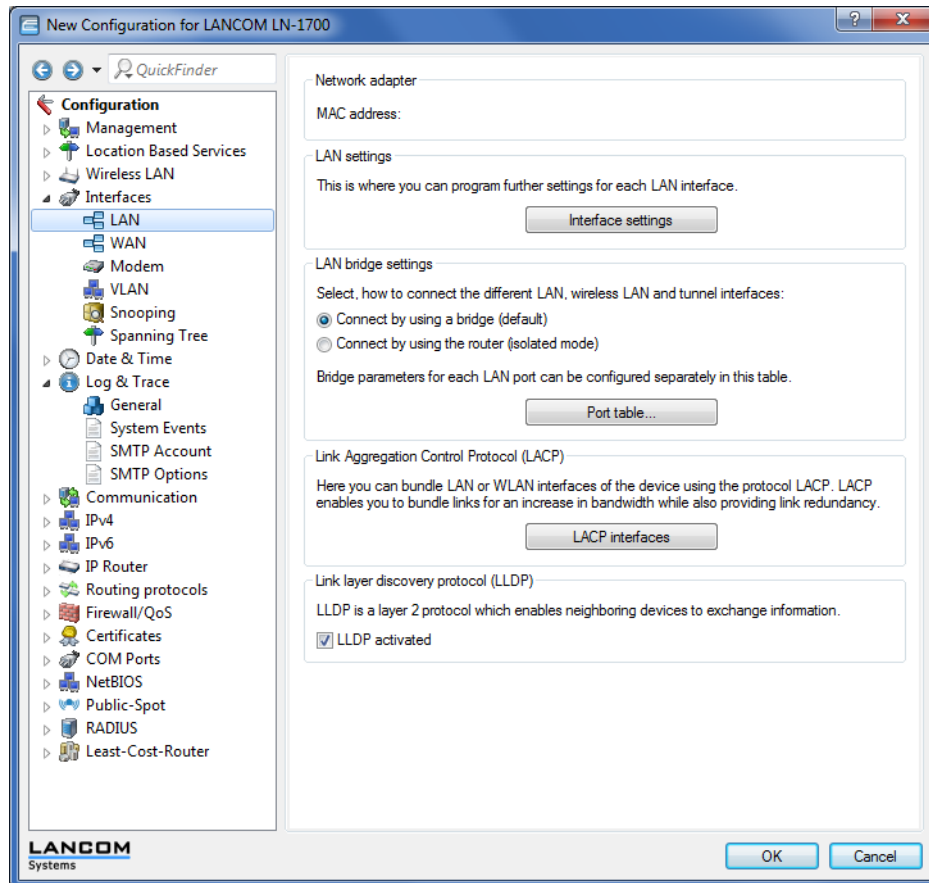 New Configuration for LANCOM LN-1700
QuickFinder
Configuration
Management
Location Based Services
Wireless LAN
Interfaces
LAN
WAN
Modem
VLAN
Snooping
Spanning Tree
Date & Time
Log & Trace
General
System Events
SMTP Account
SMTP Options
Communication
IPv4
IPv6
IP Router
Routing protocols
Firewall/QoS
Certificates
COM Ports
NetBIOS
Public-Spot
RADIUS
Least-Cost-Router
Network adapter
MAC address:
LAN settings
This is where you can program further settings for each LAN interface.
Interface settings
LAN bridge settings
Select, how to connect the different LAN, wireless LAN and tunnel interfaces:
Connect by using a bridge (default)
Connect by using the router (isolated mode)
Bridge parameters for each LAN port can be configured separately in this table.
Port table...
Link Aggregation Control Protocol (LACP)
Here you can bundle LAN or WLAN interfaces of the device using the protocol LACP. LACP
enables you to bundle links for an increase in bandwidth while also providing link redundancy.
LACP interfaces
Link layer discovery protocol (LLDP)
LLDP is a layer 2 protocol which enables neighboring devices to exchange information.
LLDP activated
LANCOM
Systems
OK
Cancel